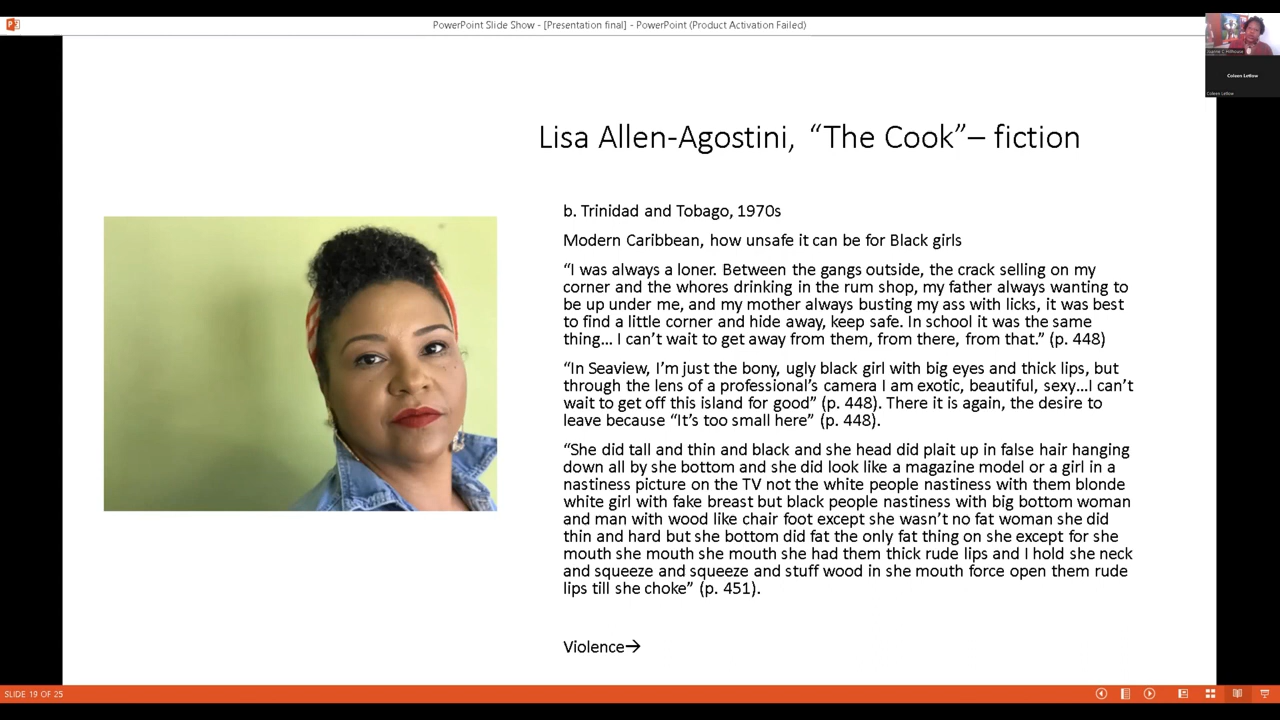 PowerPoint Slide Show - [Presentation final] - PowerPoint (Product Activation Failed)
Joanne C. Hillhouse
Coleen Letlow
Coleen Letlow
Lisa Allen-Agostini, “The Cook”– fiction
b. Trinidad and Tobago, 1970s
Modern Caribbean, how unsafe it can be for Black girls
“I was always a loner. Between the gangs outside, the crack selling on my
corner and the whores drinking in the rum shop, my father always wanting to
be up under me, and my mother always busting my ass with licks, it was best
to find a little corner and hide away, keep safe. In school it was the same
thing… I can’t wait to get away from them, from there, from that.” (p. 448)
“In Seaview, I’m just the bony, ugly black girl with big eyes and thick lips, but
through the lens of a professional’s camera I am exotic, beautiful, sexy…I can’t
wait to get off this island for good” (p. 448). There it is again, the desire to
leave because “It’s too small here” (p. 448).
“She did tall and thin and black and she head did plait up in false hair hanging
down all by she bottom and she did look like a magazine model or a girl in a
nastiness picture on the TV not the white people nastiness with them blonde
white girl with fake breast but black people nastiness with big bottom woman
and man with wood like chair foot except she wasn’t no fat woman she did
thin and hard but she bottom did fat the only fat thing on she except for she
mouth she mouth she mouth she had them thick rude lips and I hold she neck
and squeeze and squeeze and stuff wood in she mouth force open them rude
lips till she choke” (p. 451).
Violence→
SLIDE 19 OF 25